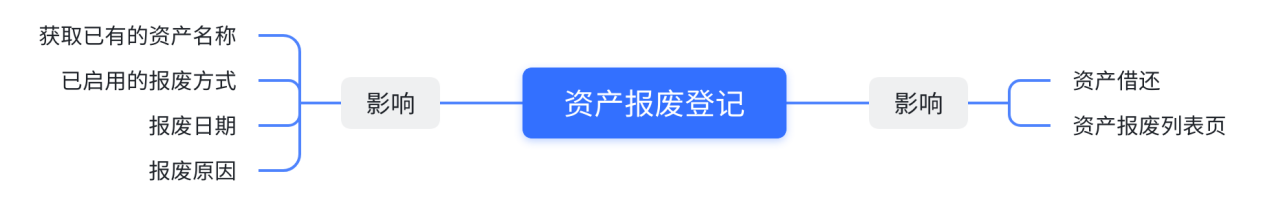 获取已有的资产名称
已启用的报废方式
报废日期
报废原因
影响
资产报废登记
影响
资产借还
资产报废列表页